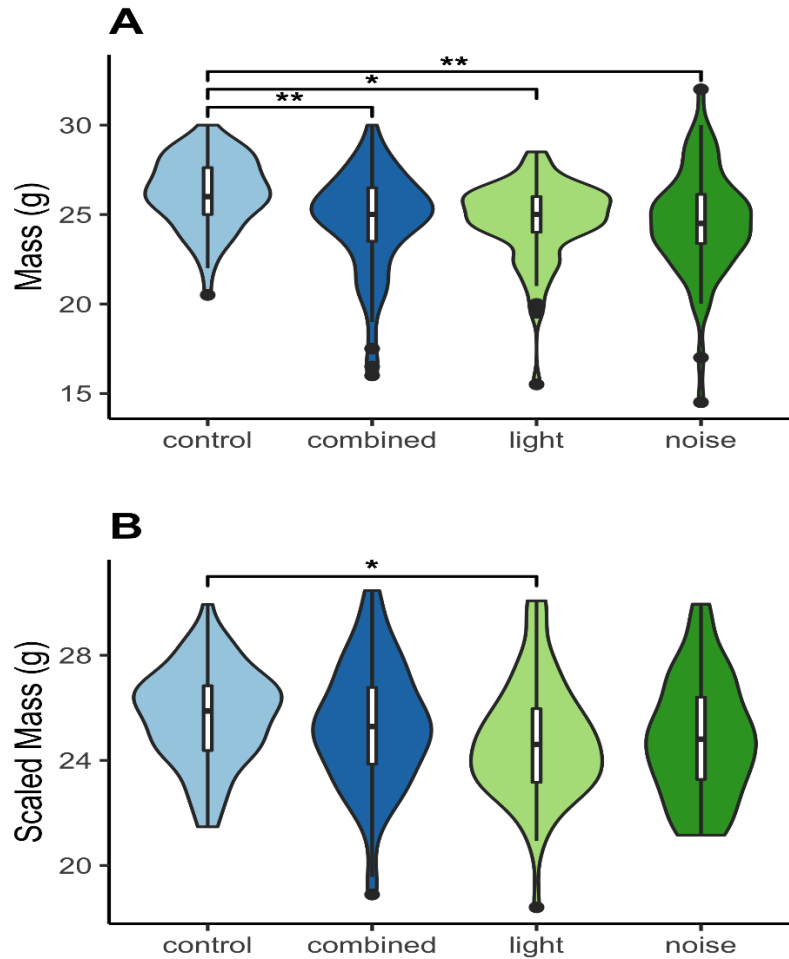 A
**
*
**
Mass (g)
30
25
20
15
control combined light noise
B
*
Scaled Mass (g)
28
24
20
control combined light noise